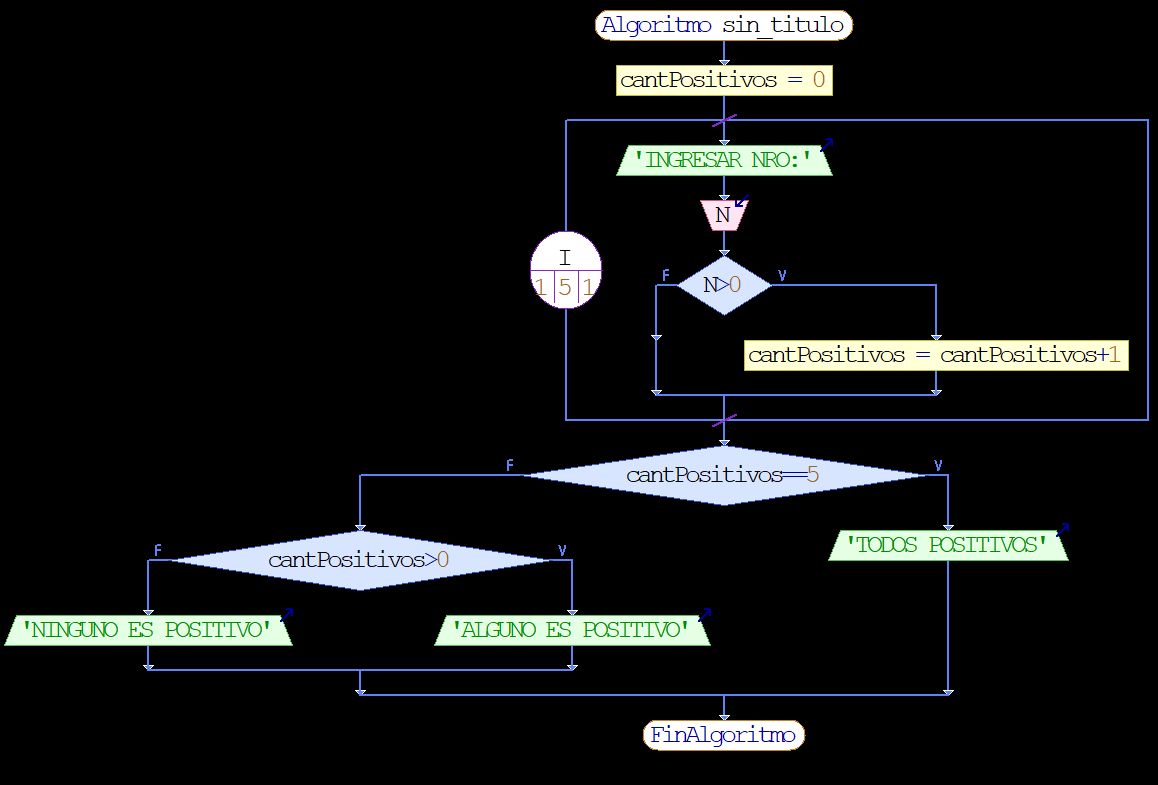 Algoritmo sin_titulo
cantPositivos = 0
'INGRESAR NRO:'
N
I
1 5 1
F
N>0
V
cantPositivos = cantPositivos+1
F
cantPositivos==5
V
'TODOS POSITIVOS'
F
cantPositivos>0
V
'NINGUNO ES POSITIVO'
'ALGUNO ES POSITIVO'
FinAlgoritmo